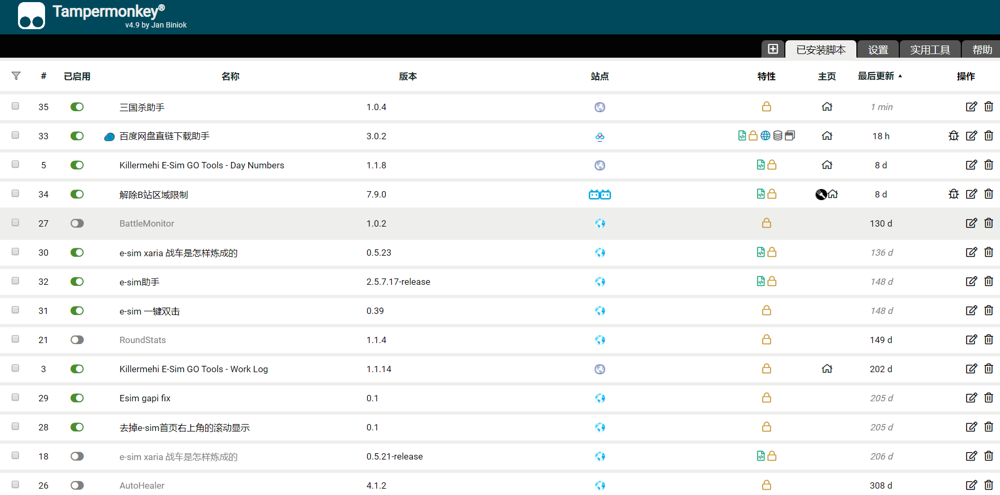 Tampermonkey®
v4.9 by Jan Biniok
已安装脚本 设置 实用工具 帮助
# 已启用 名称 版本 站点 特性 主页 最后更新 ▲ 操作
35 三国杀助手 1.0.4 1 min
33 百度网盘直链下载助手 3.0.2 18 h
5 Killermehi E-Sim GO Tools - Day Numbers 1.1.8 8 d
34 解除B站区域限制 7.9.0 8 d
27 BattleMonitor 1.0.2 130 d
30 e-sim xaria 战车是怎样炼成的 0.5.23 136 d
32 e-sim助手 2.5.7.17-release 148 d
31 e-sim 一键双击 0.39 148 d
21 RoundStats 1.1.4 149 d
3 Killermehi E-Sim GO Tools - Work Log 1.1.14 202 d
29 Esim gapi fix 0.1 205 d
28 去掉e-sim首页右上角的滚动显示 0.1 205 d
18 e-sim xaria 战车是怎样炼成的 0.5.21-release 206 d
26 AutoHealer 4.1.2 308 d